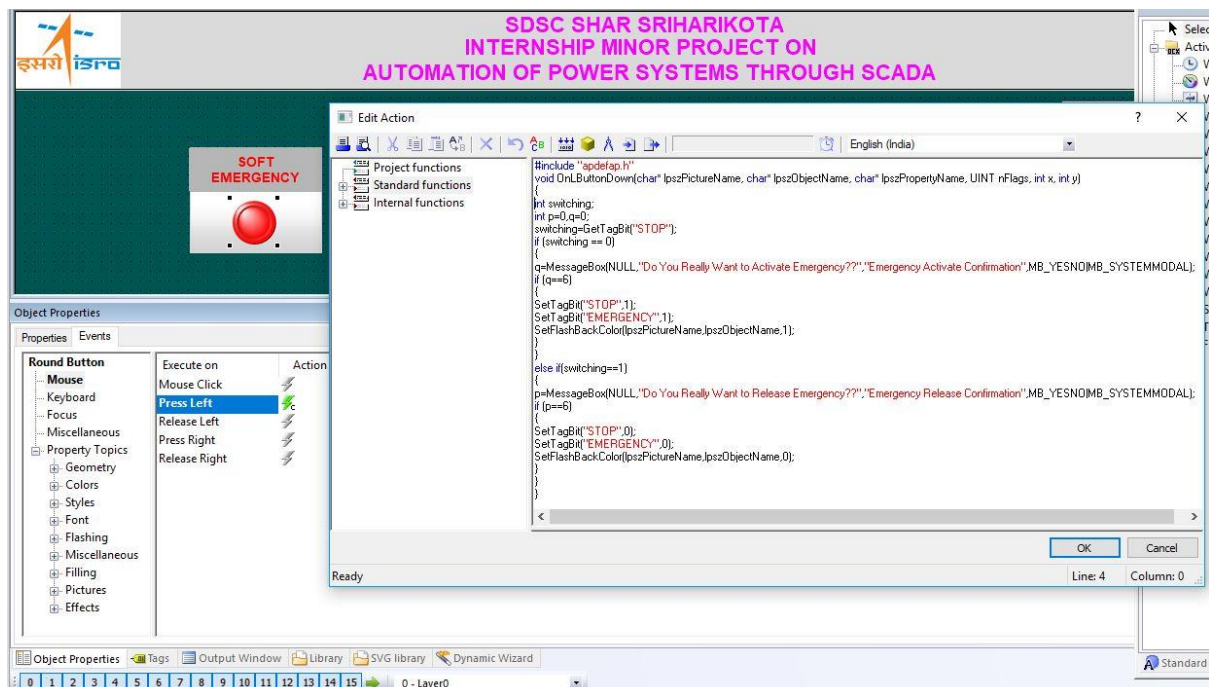 SDSC SHAR SRIHARIKOTA
INTERNSHIP MINOR PROJECT ON
AUTOMATION OF POWER SYSTEMS THROUGH SCADA
इसरो isro
SOFT
EMERGENCY
Selec
Activ
Edit Action
? X
English (India)
Project functions
Standard functions
Internal functions
#include "apdefap.h"
void OnLButtonDown(char* lpszPictureName, char* lpszObjectName, char* lpszPropertyName, UINT nFlags, int x, int y)
{
int switching;
int p=0,q=0;
switching=GetTagBit("STOP");
if (switching == 0)
{
q=MessageBox(NULL,"Do You Really Want to Activate Emergency??","Emergency Activate Confirmation",MB_YESNO|MB_SYSTEMMODAL);
if (q==6)
{
SetTagBit("STOP",1);
SetTagBit("EMERGENCY",1);
SetFlashBackColor(lpszPictureName,lpszObjectName,1);
}
}
else if(switching==1)
{
p=MessageBox(NULL,"Do You Really Want to Release Emergency??","Emergency Release Confirmation",MB_YESNO|MB_SYSTEMMODAL);
if (p==6)
{
SetTagBit("STOP",0);
SetTagBit("EMERGENCY",0);
SetFlashBackColor(lpszPictureName,lpszObjectName,0);
}
}
}
OK Cancel
Ready Line: 4 Column: 0
Object Properties
Properties Events
Round Button
Mouse
Keyboard
Focus
Miscellaneous
Property Topics
Geometry
Colors
Styles
Font
Flashing
Miscellaneous
Filling
Pictures
Effects
Execute on Action
Mouse Click
Press Left
Release Left
Press Right
Release Right
Object Properties Tags Output Window Library SVG library Dynamic Wizard
Standard
0 1 2 3 4 5 6 7 8 9 10 11 12 13 14 15 0 - Layer0